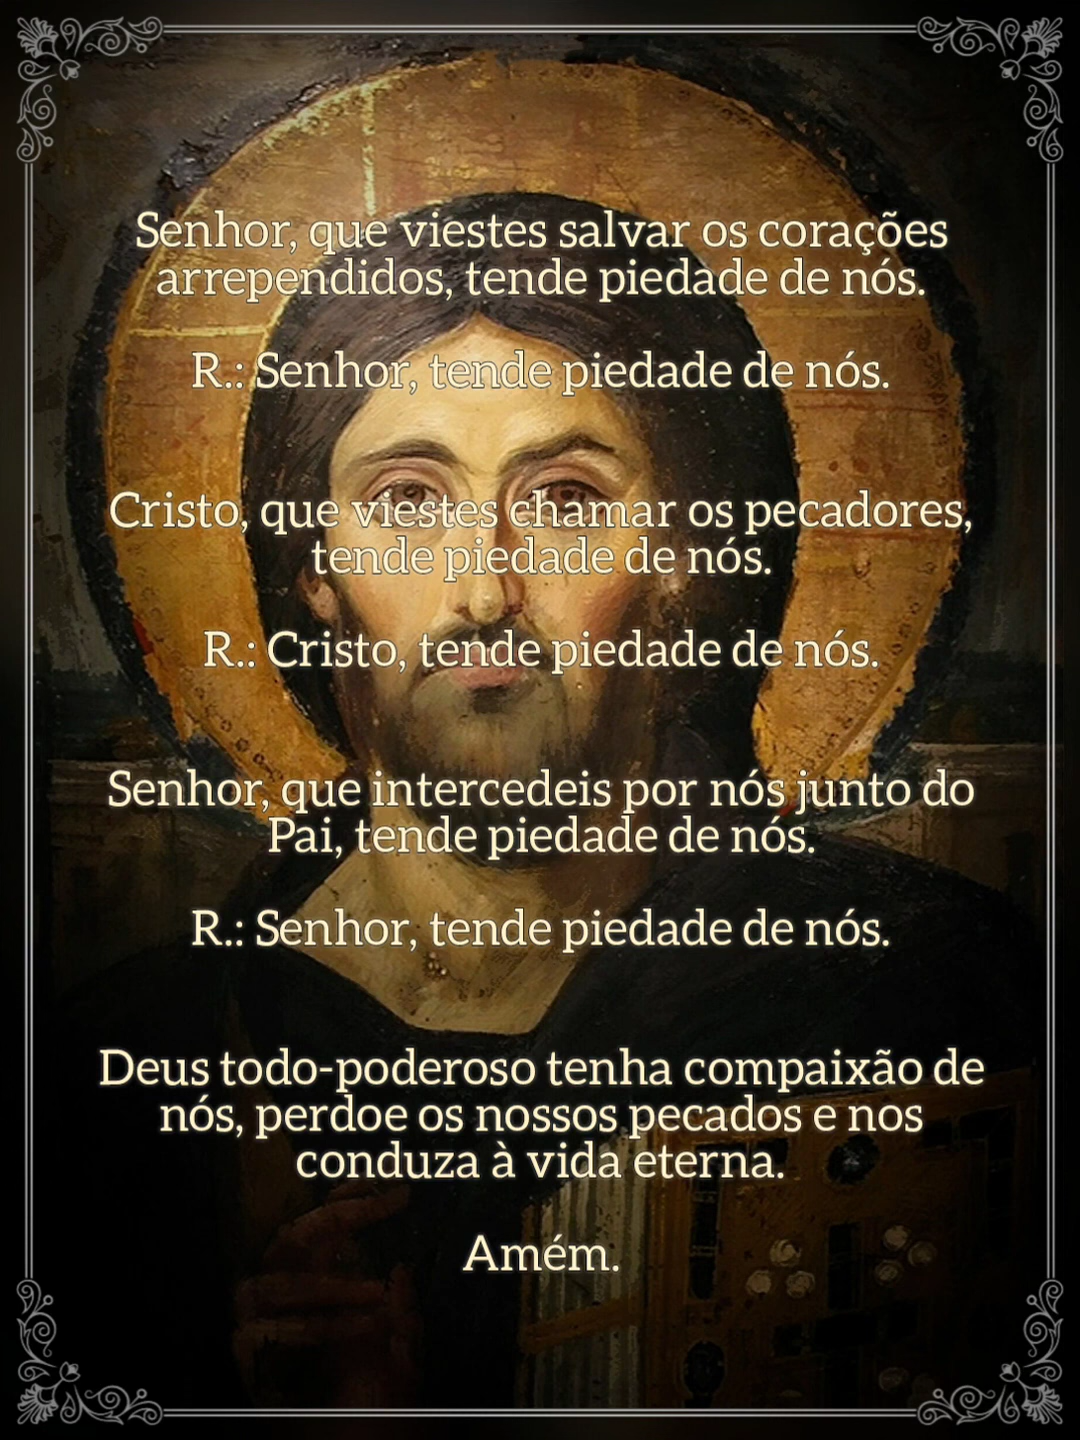 Senhor, que viestes salvar os corações
arrependidos, tende piedade de nós.
R.: Senhor, tende piedade de nós.
Cristo, que viestes chamar os pecadores,
tende piedade de nós.
R.: Cristo, tende piedade de nós.
Senhor, que intercedeis por nós junto do
Pai, tende piedade de nós.
R.: Senhor, tende piedade de nós.
Deus todo-poderoso tenha compaixão de
nós, perdoe os nossos pecados e nos
conduza à vida eterna.
Amém.